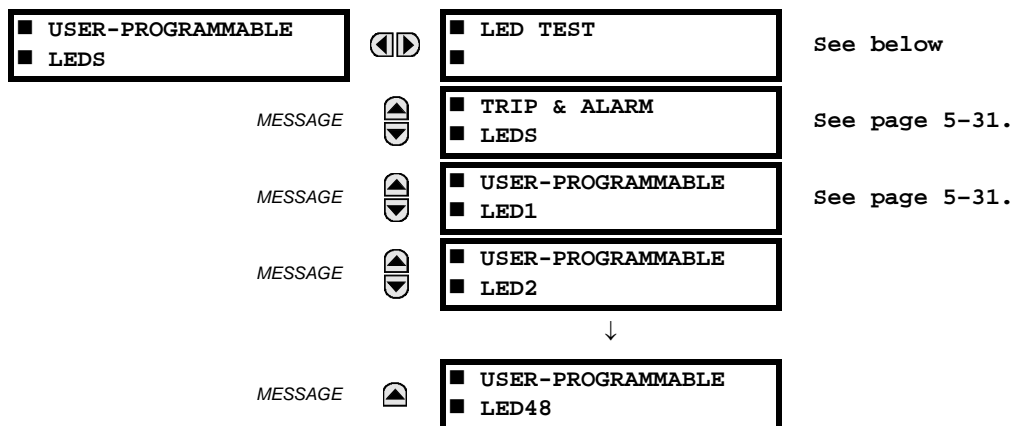 ■ USER-PROGRAMMABLE
■ LEDS
■ LED TEST
■
See below
MESSAGE
■ TRIP & ALARM
■ LEDS
See page 5-31.
MESSAGE
■ USER-PROGRAMMABLE
■ LED1
See page 5-31.
MESSAGE
■ USER-PROGRAMMABLE
■ LED2
↓
MESSAGE
■ USER-PROGRAMMABLE
■ LED48